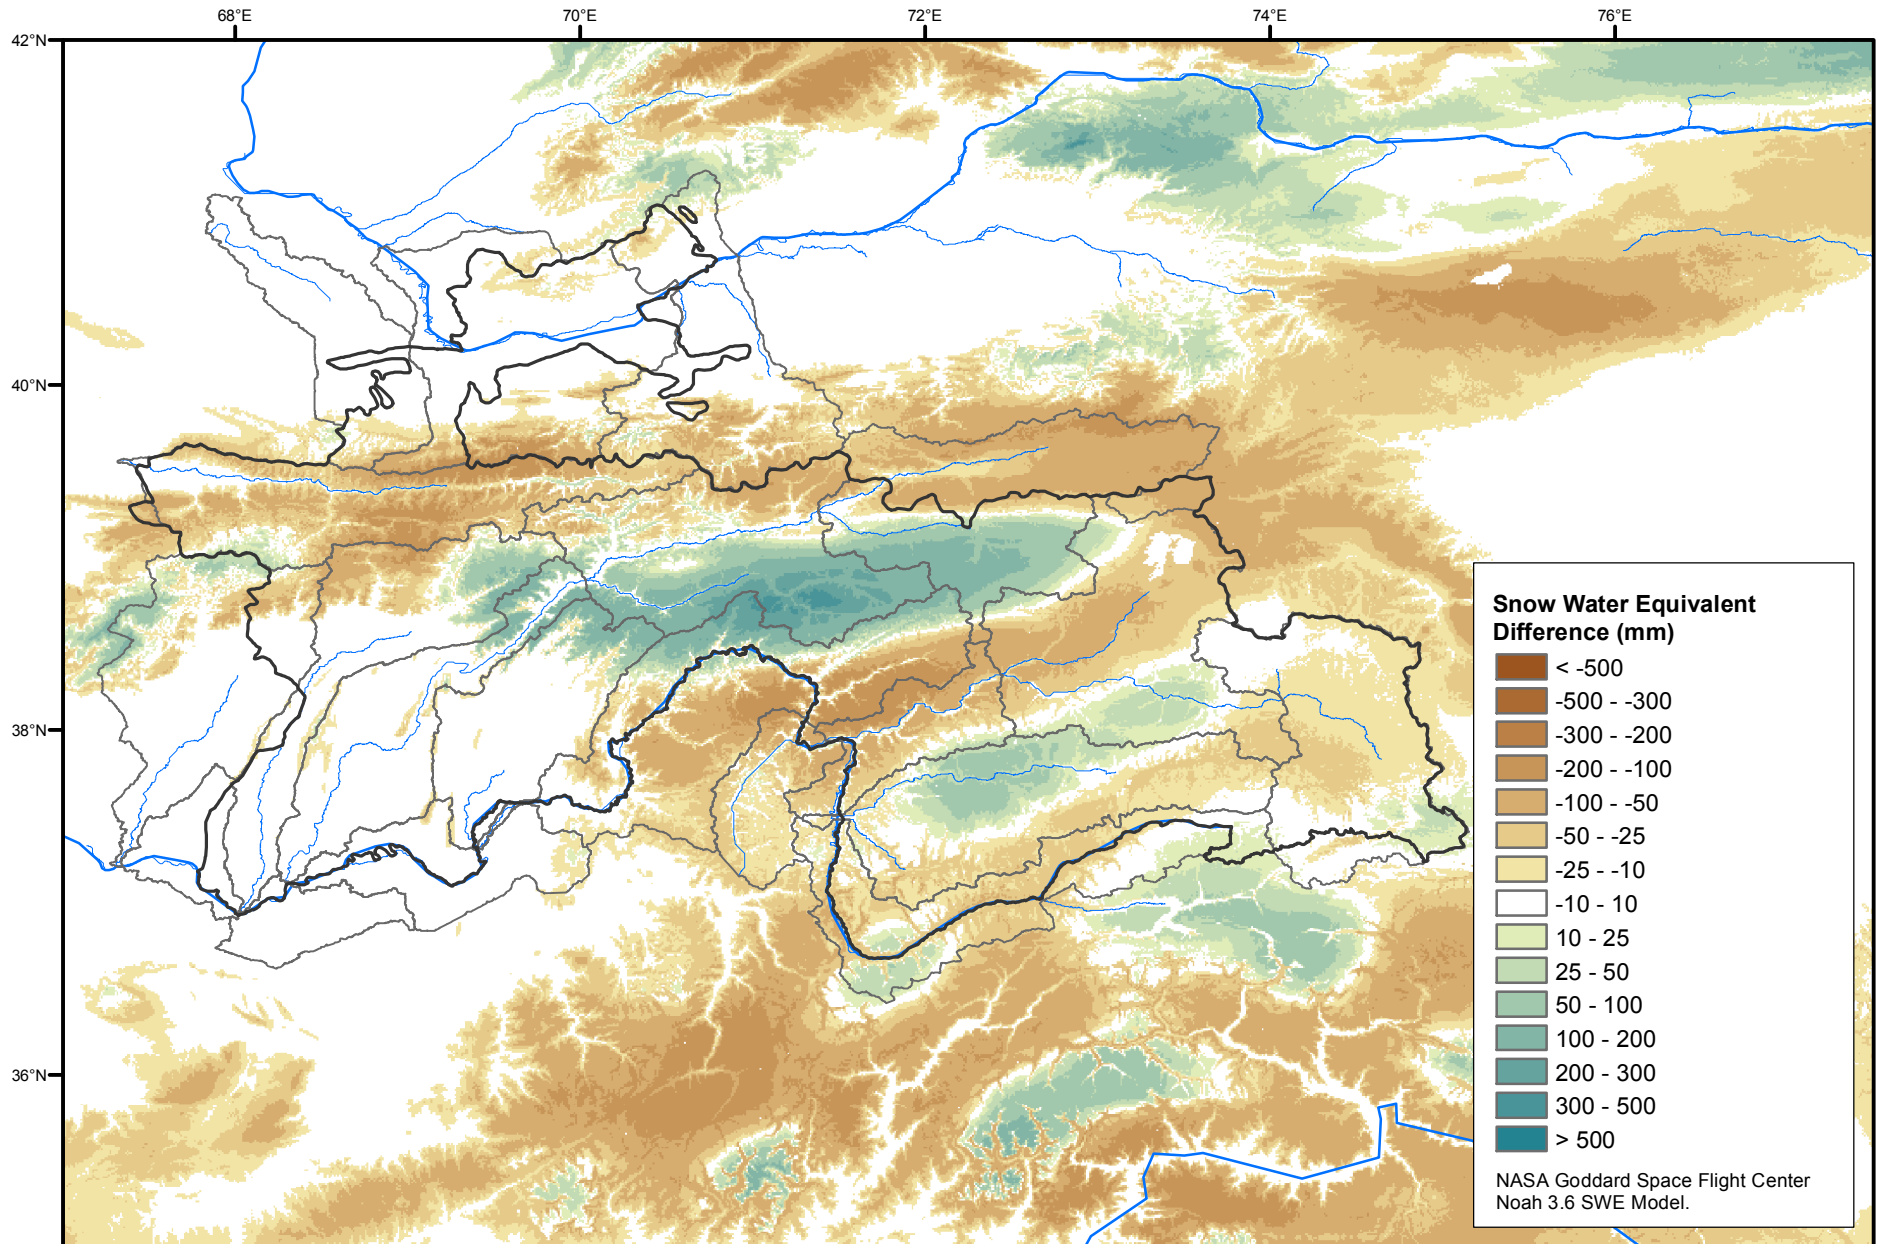 68°E 70°E 72°E 74°E 76°E
42°N
40°N
38°N
36°N
Snow Water Equivalent
Difference (mm)
< -500
-500 - -300
-300 - -200
-200 - -100
-100 - -50
-50 - -25
-25 - -10
-10 - 10
10 - 25
25 - 50
50 - 100
100 - 200
200 - 300
300 - 500
> 500
NASA Goddard Space Flight Center
Noah 3.6 SWE Model.